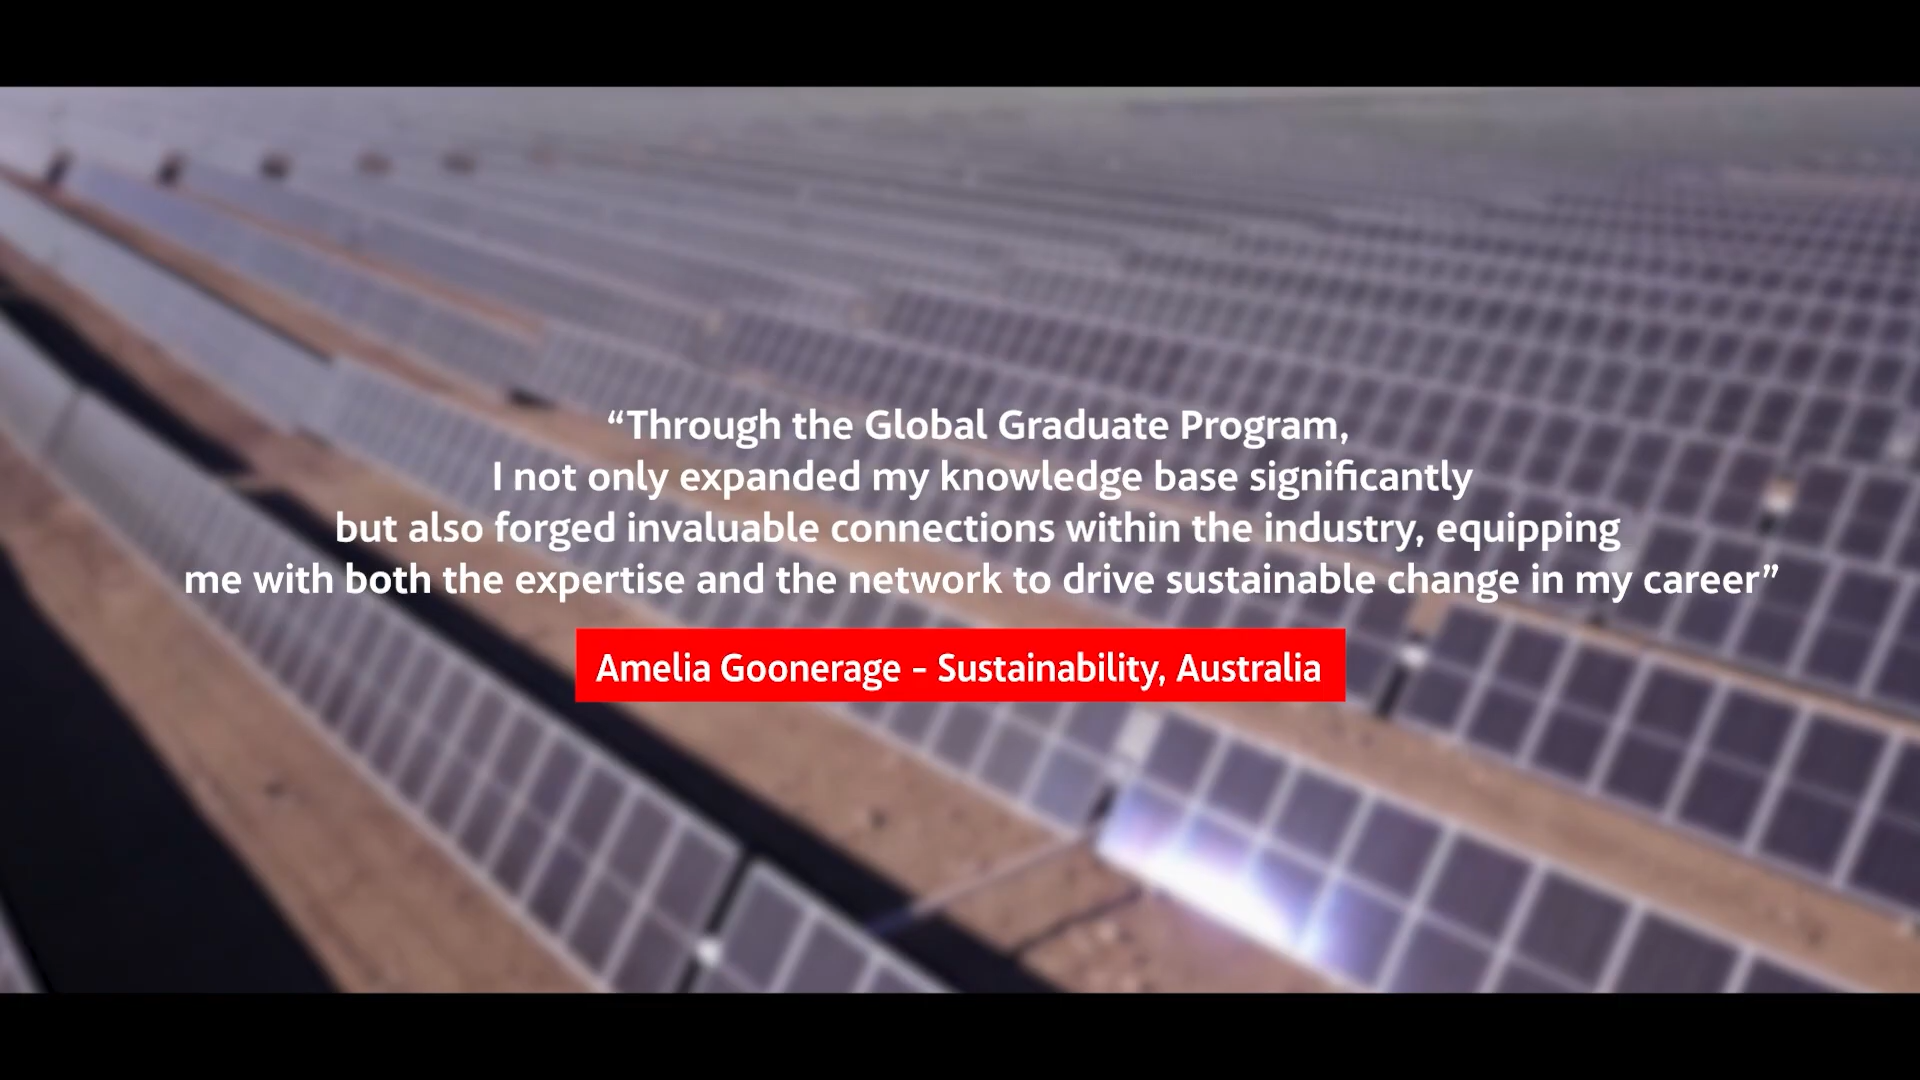 “Through the Global Graduate Program,
I not only expanded my knowledge base significantly
but also forged invaluable connections within the industry, equipping
me with both the expertise and the network to drive sustainable change in my career”
Amelia Goonerage – Sustainability, Australia